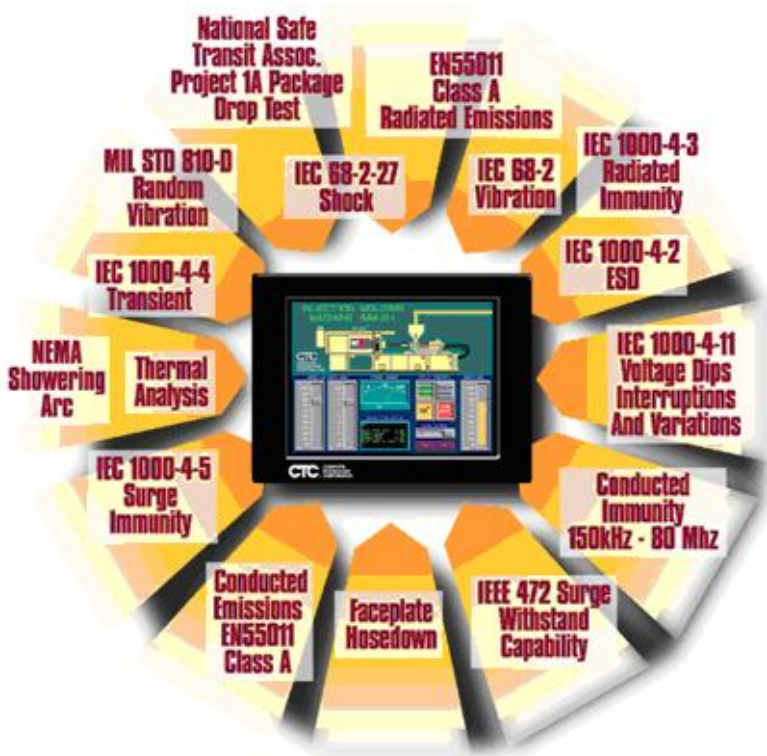 National Safe
Transit Assoc.
Project 1A Package
Drop Test
EN55011
Class A
Radiated Emissions
MIL STD 810-D
Random
Vibration
IEC 68-2-27
Shock
IEC 68-2
Vibration
IEC 1000-4-3
Radiated
Immunity
IEC 1000-4-4
Transient
IEC 1000-4-2
ESD
NEMA
Showering
Arc
Thermal
Analysis
INJECTION MOLDING
CTC
IEC 1000-4-11
Voltage Dips
Interruptions
And Variations
IEC 1000-4-5
Surge
Immunity
CTC
Conducted
Immunity
150kHz - 80 Mhz
Conducted
Emissions
EN55011
Class A
Faceplate
Hosedown
IEEE 472 Surge
Withstand
Capability